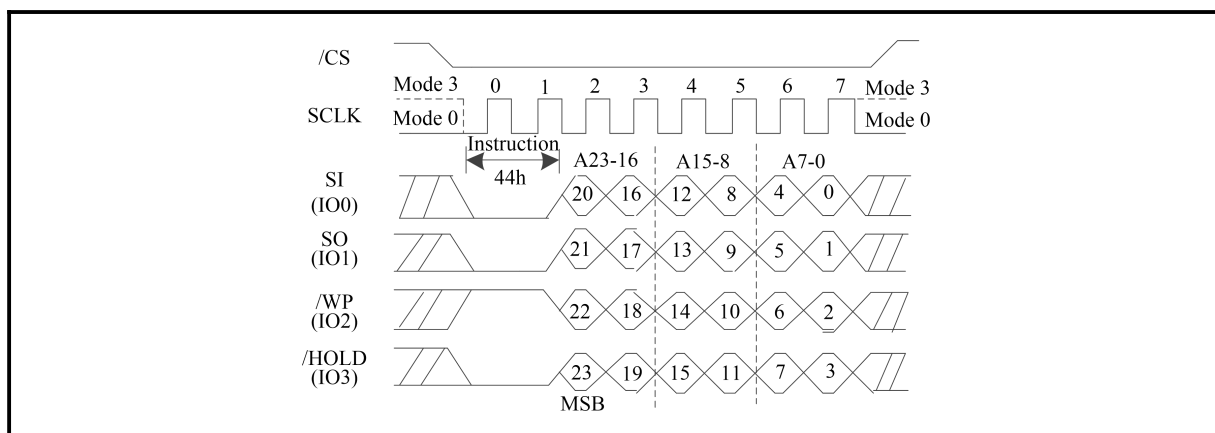 /CS
Mode 3 0 1 2 3 4 5 6 7 Mode 3
SCLK Mode 0 Mode 0
Instruction A23-16 A15-8 A7-0
44h
SI
(IO0) 20 16 12 8 4 0
SO
(IO1) 21 17 13 9 5 1
/WP
(IO2) 22 18 14 10 6 2
/HOLD
(IO3) 23 19 15 11 7 3
MSB